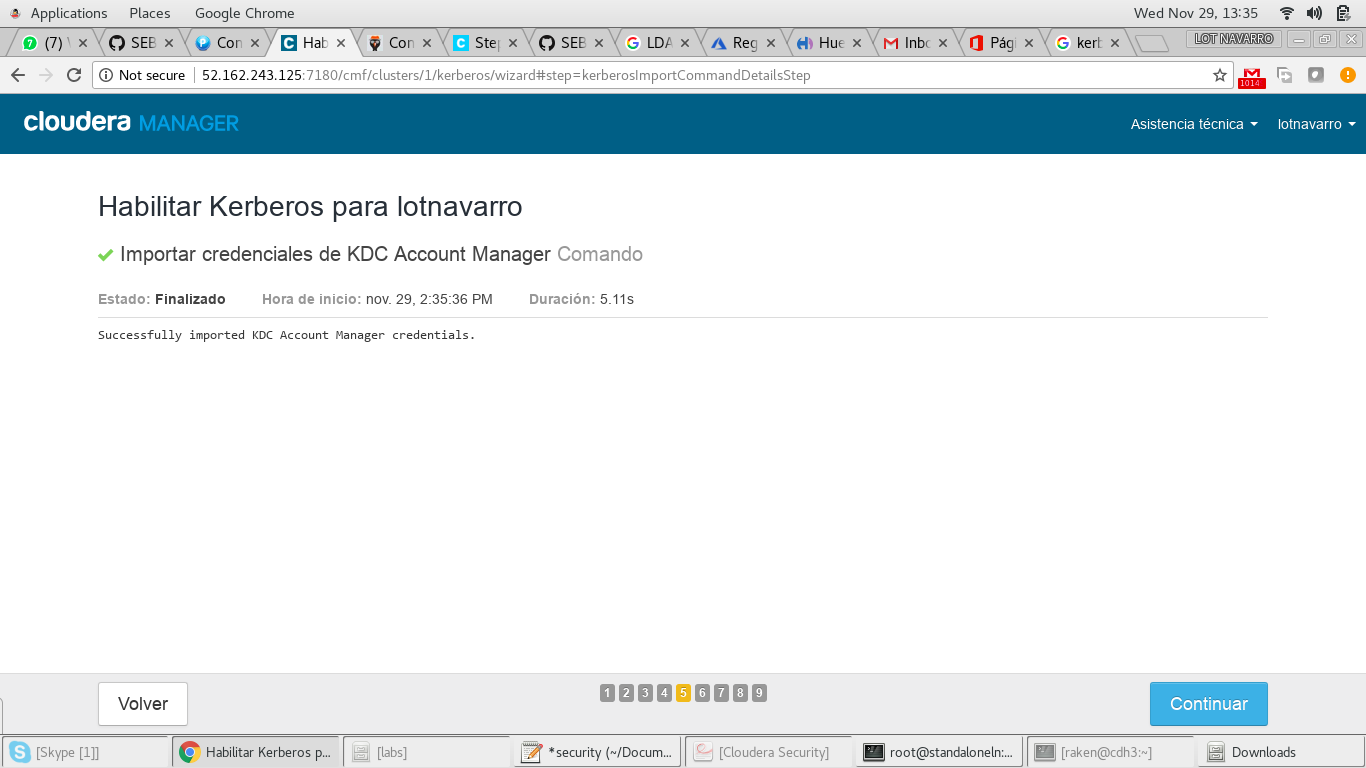 Applications Places Google Chrome Wed Nov 29, 13:35
(7) SEB Con Hab Con Step SEB LDA Reg Hue Inbo Pági kerb LOT NAVARRO
Not secure 52.162.243.125:7180/cmf/clusters/1/kerberos/wizard#step=kerberosImportCommandDetailsStep 1014
cloudera MANAGER Asistencia técnica lotnavarro
Habilitar Kerberos para lotnavarro
Importar credenciales de KDC Account Manager Comando
Estado: Finalizado Hora de inicio: nov. 29, 2:35:36 PM Duración: 5.11s
Successfully imported KDC Account Manager credentials.
Volver 1 2 3 4 5 6 7 8 9 Continuar
[Skype [1]] Habilitar Kerberos p... [labs] *security (~/Docum... [Cloudera Security] root@standaloneln:... [raken@cdh3:~] Downloads